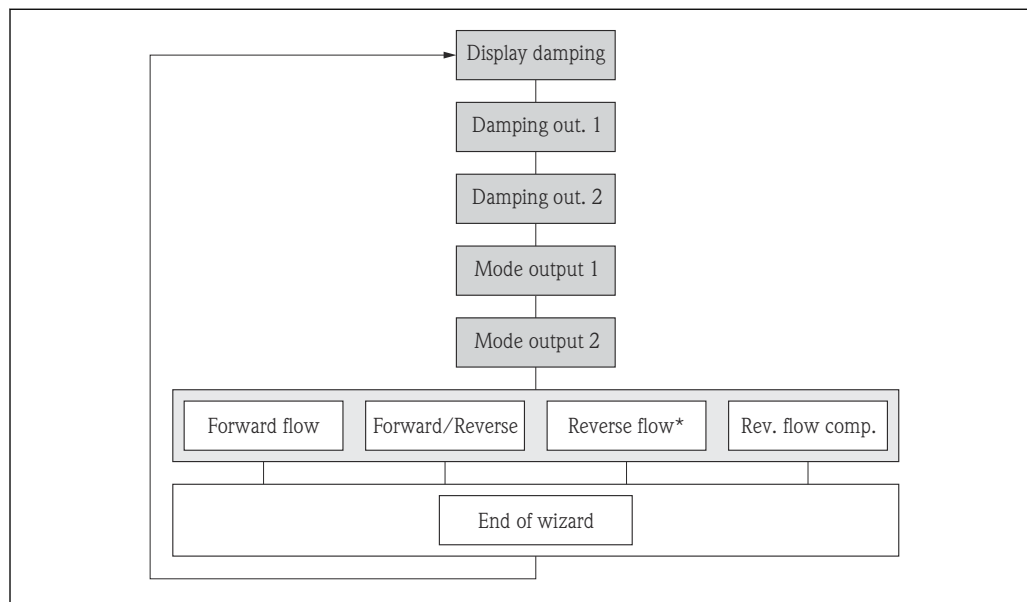 Display damping
Damping out. 1
Damping out. 2
Mode output 1
Mode output 2
Forward flow
Forward/Reverse
Reverse flow*
Rev. flow comp.
End of wizard